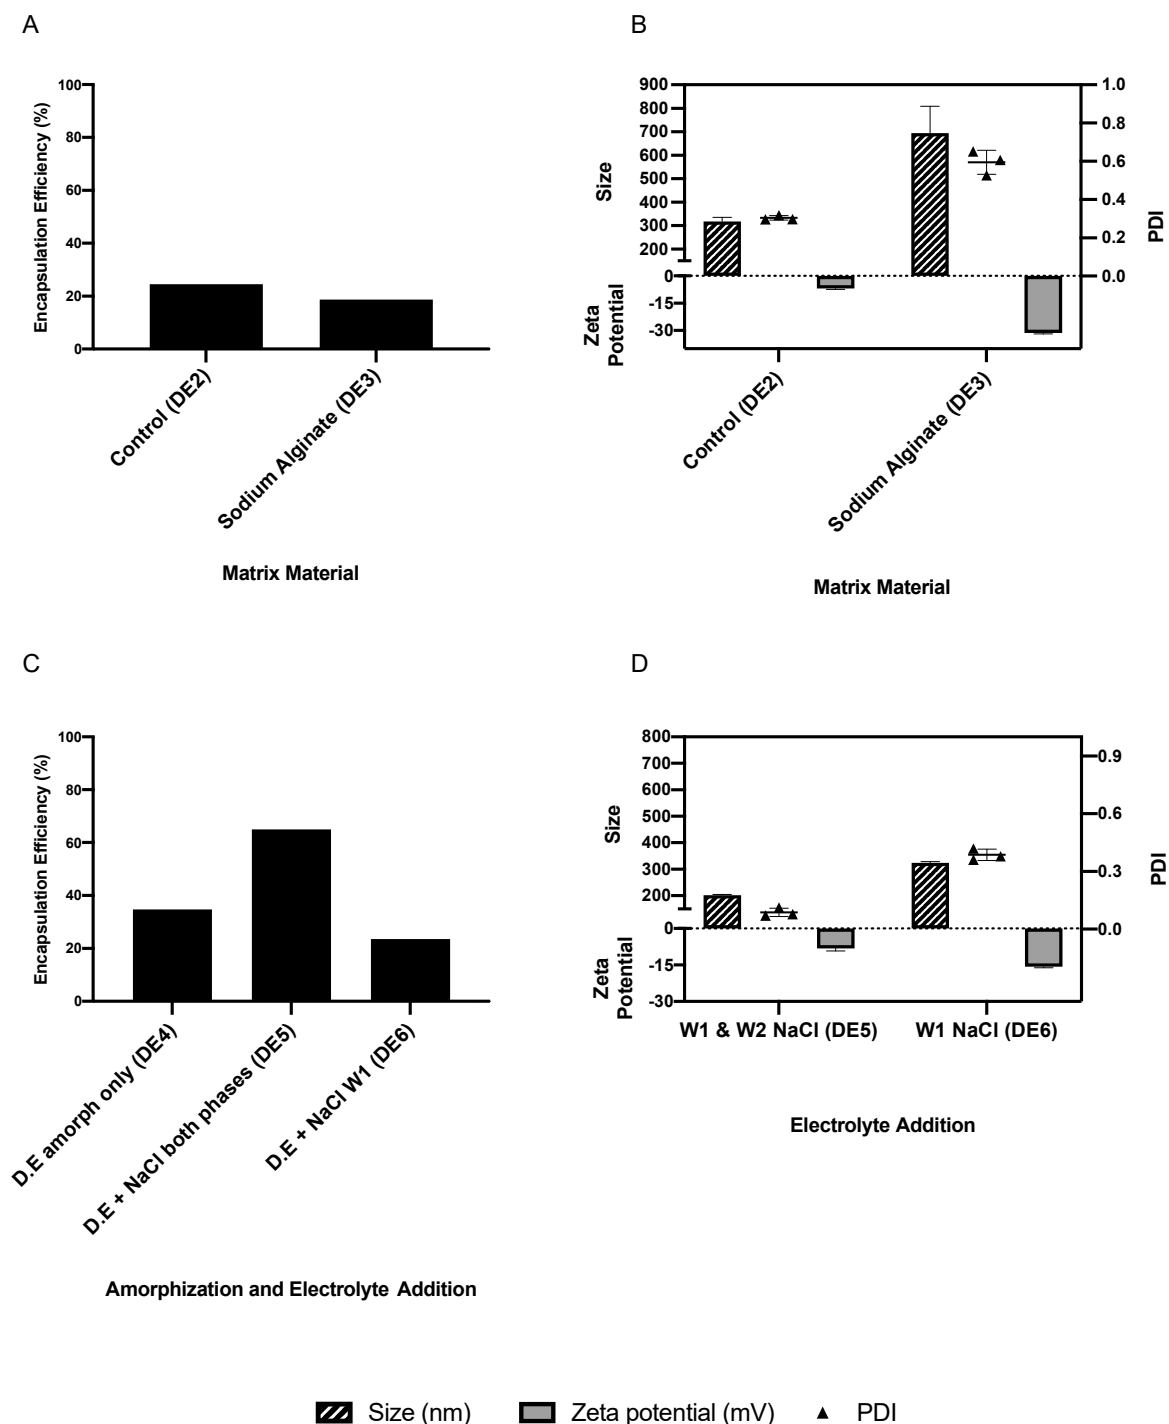 A
Encapsulation Efficiency (%)
100
80
60
40
20
0
Control (DE2)
Sodium Alginate (DE3)
Matrix Material
B
Size
Zeta
Potential
900
800
700
600
500
400
300
200
0
-15
-30
1.0
0.8
0.6
0.4
0.2
0.0
PDI
Control (DE2)
Sodium Alginate (DE3)
Matrix Material
C
Encapsulation Efficiency (%)
100
80
60
40
20
0
D.E amorph only (DE4)
D.E + NaCl both phases (DE5)
D.E + NaCl W1 (DE6)
Amorphization and Electrolyte Addition
D
Size
Zeta
Potential
800
700
600
500
400
300
200
0
-15
-30
0.9
0.6
0.3
0.0
PDI
W1 & W2 NaCl (DE5)
W1 NaCl (DE6)
Electrolyte Addition
Size (nm)
Zeta potential (mV)
PDI